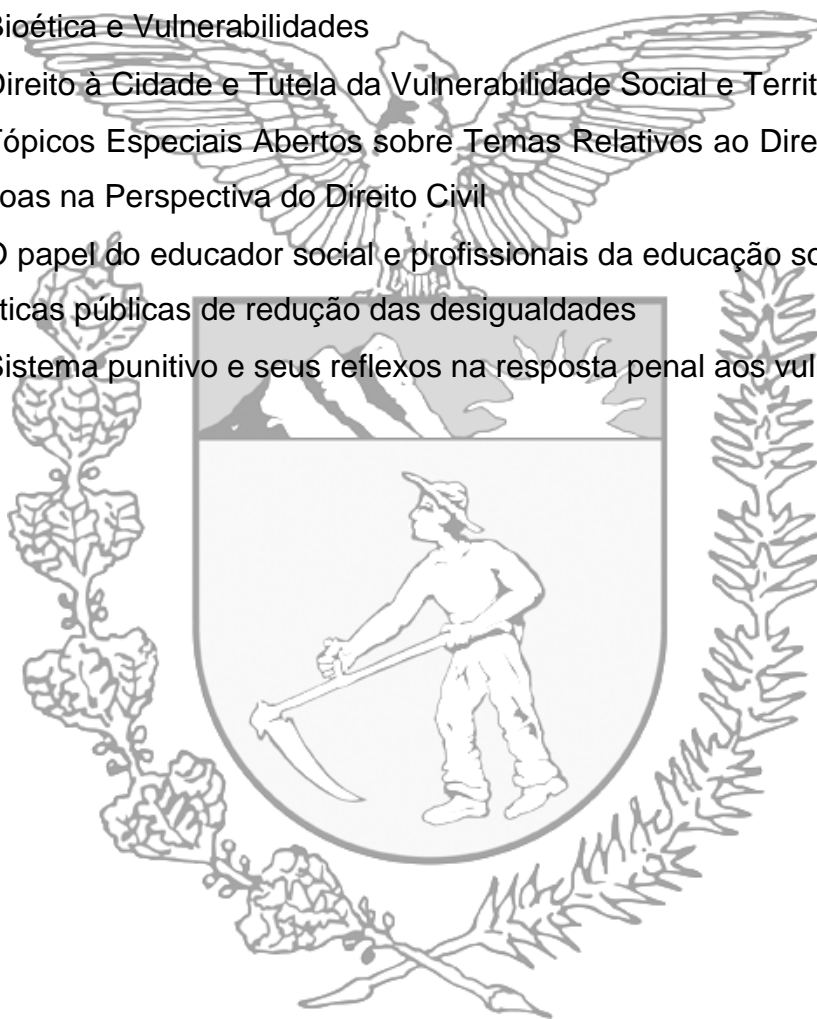 Bioética e Vulnerabilidades
Direito à Cidade e Tutela da Vulnerabilidade Social e Territ
Tópicos Especiais Abertos sobre Temas Relativos ao Dire
oas na Perspectiva do Direito Civil
O papel do educador social e profissionais da educação so
ticas públicas de redução das desigualdades
Sistema punitivo e seus reflexos na resposta penal aos vul